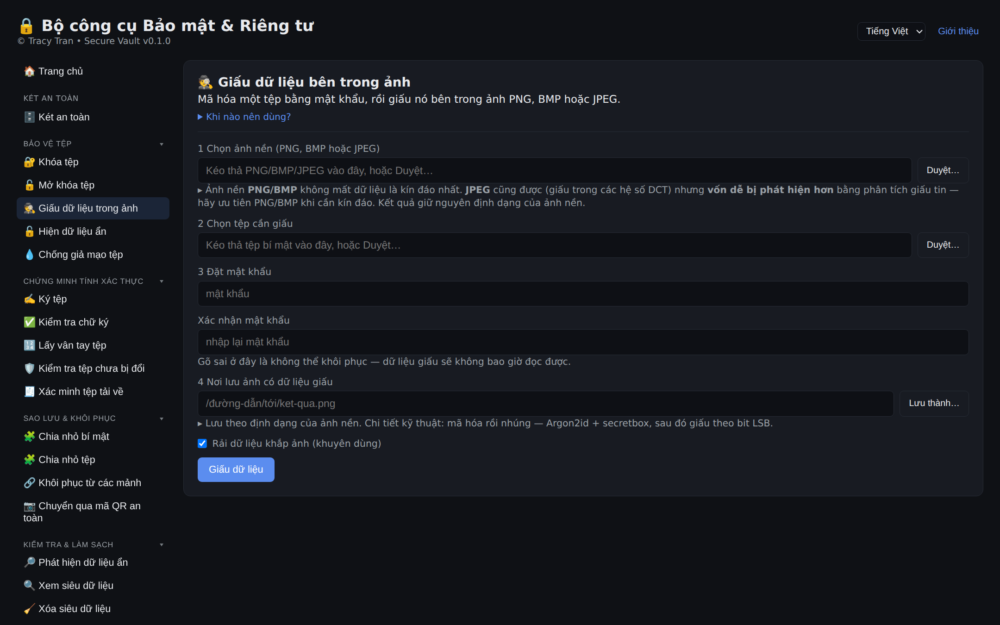 Bộ công cụ Bảo mật & Riêng tư
© Tracy Tran • Secure Vault v0.1.0
Tiếng Việt
Giới thiệu
Trang chủ
KÉT AN TOÀN
Két an toàn
BẢO VỆ TỆP
Khóa tệp
Mở khóa tệp
Giấu dữ liệu trong ảnh
Hiện dữ liệu ẩn
Chống giả mạo tệp
CHỨNG MINH TÍNH XÁC THỰC
Ký tệp
Kiểm tra chữ ký
Lấy vân tay tệp
Kiểm tra tệp chưa bị đổi
Xác minh tệp tải về
SAO LƯU & KHÔI PHỤC
Chia nhỏ bí mật
Chia nhỏ tệp
Khôi phục từ các mảnh
Chuyển qua mã QR an
toàn
KIỂM TRA & LÀM SẠCH
Phát hiện dữ liệu ẩn
Xem siêu dữ liệu
Xóa siêu dữ liệu
Giấu dữ liệu bên trong ảnh
Mã hóa một tệp bằng mật khẩu, rồi giấu nó bên trong ảnh PNG, BMP hoặc JPEG.
▶ Khi nào nên dùng?
1 Chọn ảnh nền (PNG, BMP hoặc JPEG)
Kéo thả PNG/BMP/JPEG vào đây, hoặc Duyệt…
Duyệt…
▸ Ảnh nền PNG/BMP không mất dữ liệu là kín đáo nhất. JPEG cũng được (giấu trong các hệ số DCT) nhưng vốn dễ bị phát hiện hơn bằng phân tích giấu tin —
hãy ưu tiên PNG/BMP khi cần kín đáo. Kết quả giữ nguyên định dạng của ảnh nền.
2 Chọn tệp cần giấu
Kéo thả tệp bí mật vào đây, hoặc Duyệt…
Duyệt…
3 Đặt mật khẩu
mật khẩu
Xác nhận mật khẩu
nhập lại mật khẩu
Gõ sai ở đây là không thể khôi phục — dữ liệu giấu sẽ không bao giờ đọc được.
4 Nơi lưu ảnh có dữ liệu giấu
/đường-dẫn/tới/ket-qua.png
Lưu thành…
▸ Lưu theo định dạng của ảnh nền. Chi tiết kỹ thuật: mã hóa rồi nhúng — Argon2id + secretbox, sau đó giấu theo bit LSB.
Rải dữ liệu khắp ảnh (khuyên dùng)
Giấu dữ liệu